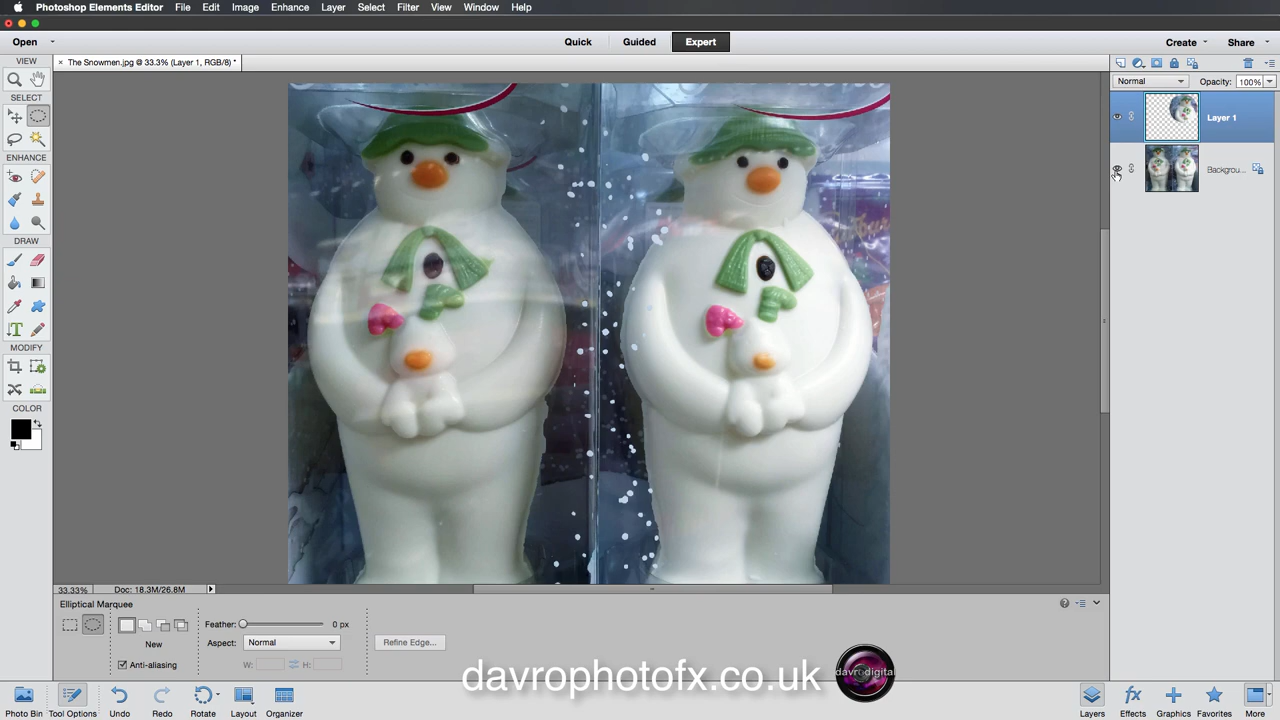 Photoshop Elements Editor File Edit Image Enhance Layer Select Filter View Window Help
Open Quick Guided Expert Create Share
VIEW
× The Snowmen.jpg @ 33.3% (Layer 1, RGB/8) *
Normal Opacity: 100%
SELECT
Layer 1
ENHANCE
Backgrou...
DRAW
MODIFY
COLOR
33.33% Doc: 18.3M/26.8M
Elliptical Marquee
Feather: 0 px
New Aspect: Normal Refine Edge...
Anti-aliasing W: H:
davrophotofx.co.uk
davrodigital
Photo Bin Tool Options Undo Redo Rotate Layout Organizer Layers Effects Graphics Favorites More